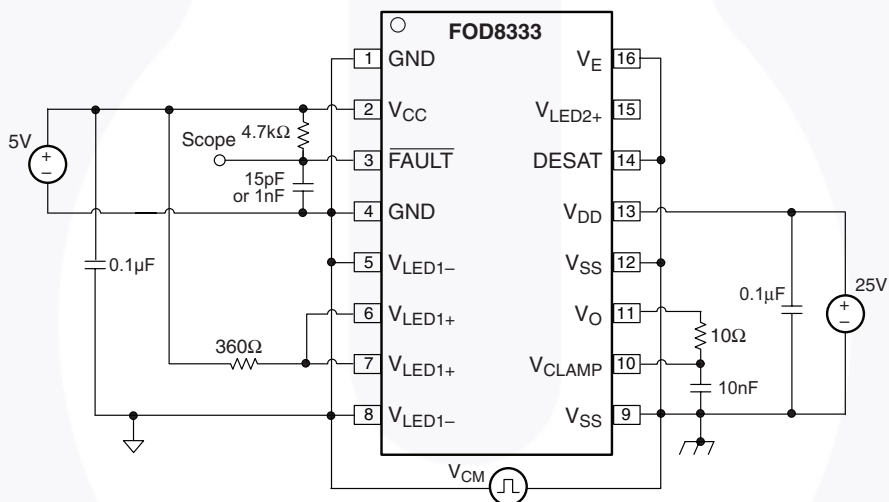 FOD8333
1 GND
VE 16
2 VCC
VLED2+ 15
5V
+
−
Scope
4.7kΩ
3 FAULT
DESAT 14
15pF
or 1nF
4 GND
VDD 13
0.1µF
5 VLED1−
VSS 12
0.1µF
25V
+
−
6 VLED1+
VO 11
10Ω
360Ω
7 VLED1+
VCLAMP 10
10nF
8 VLED1−
VSS 9
VCM